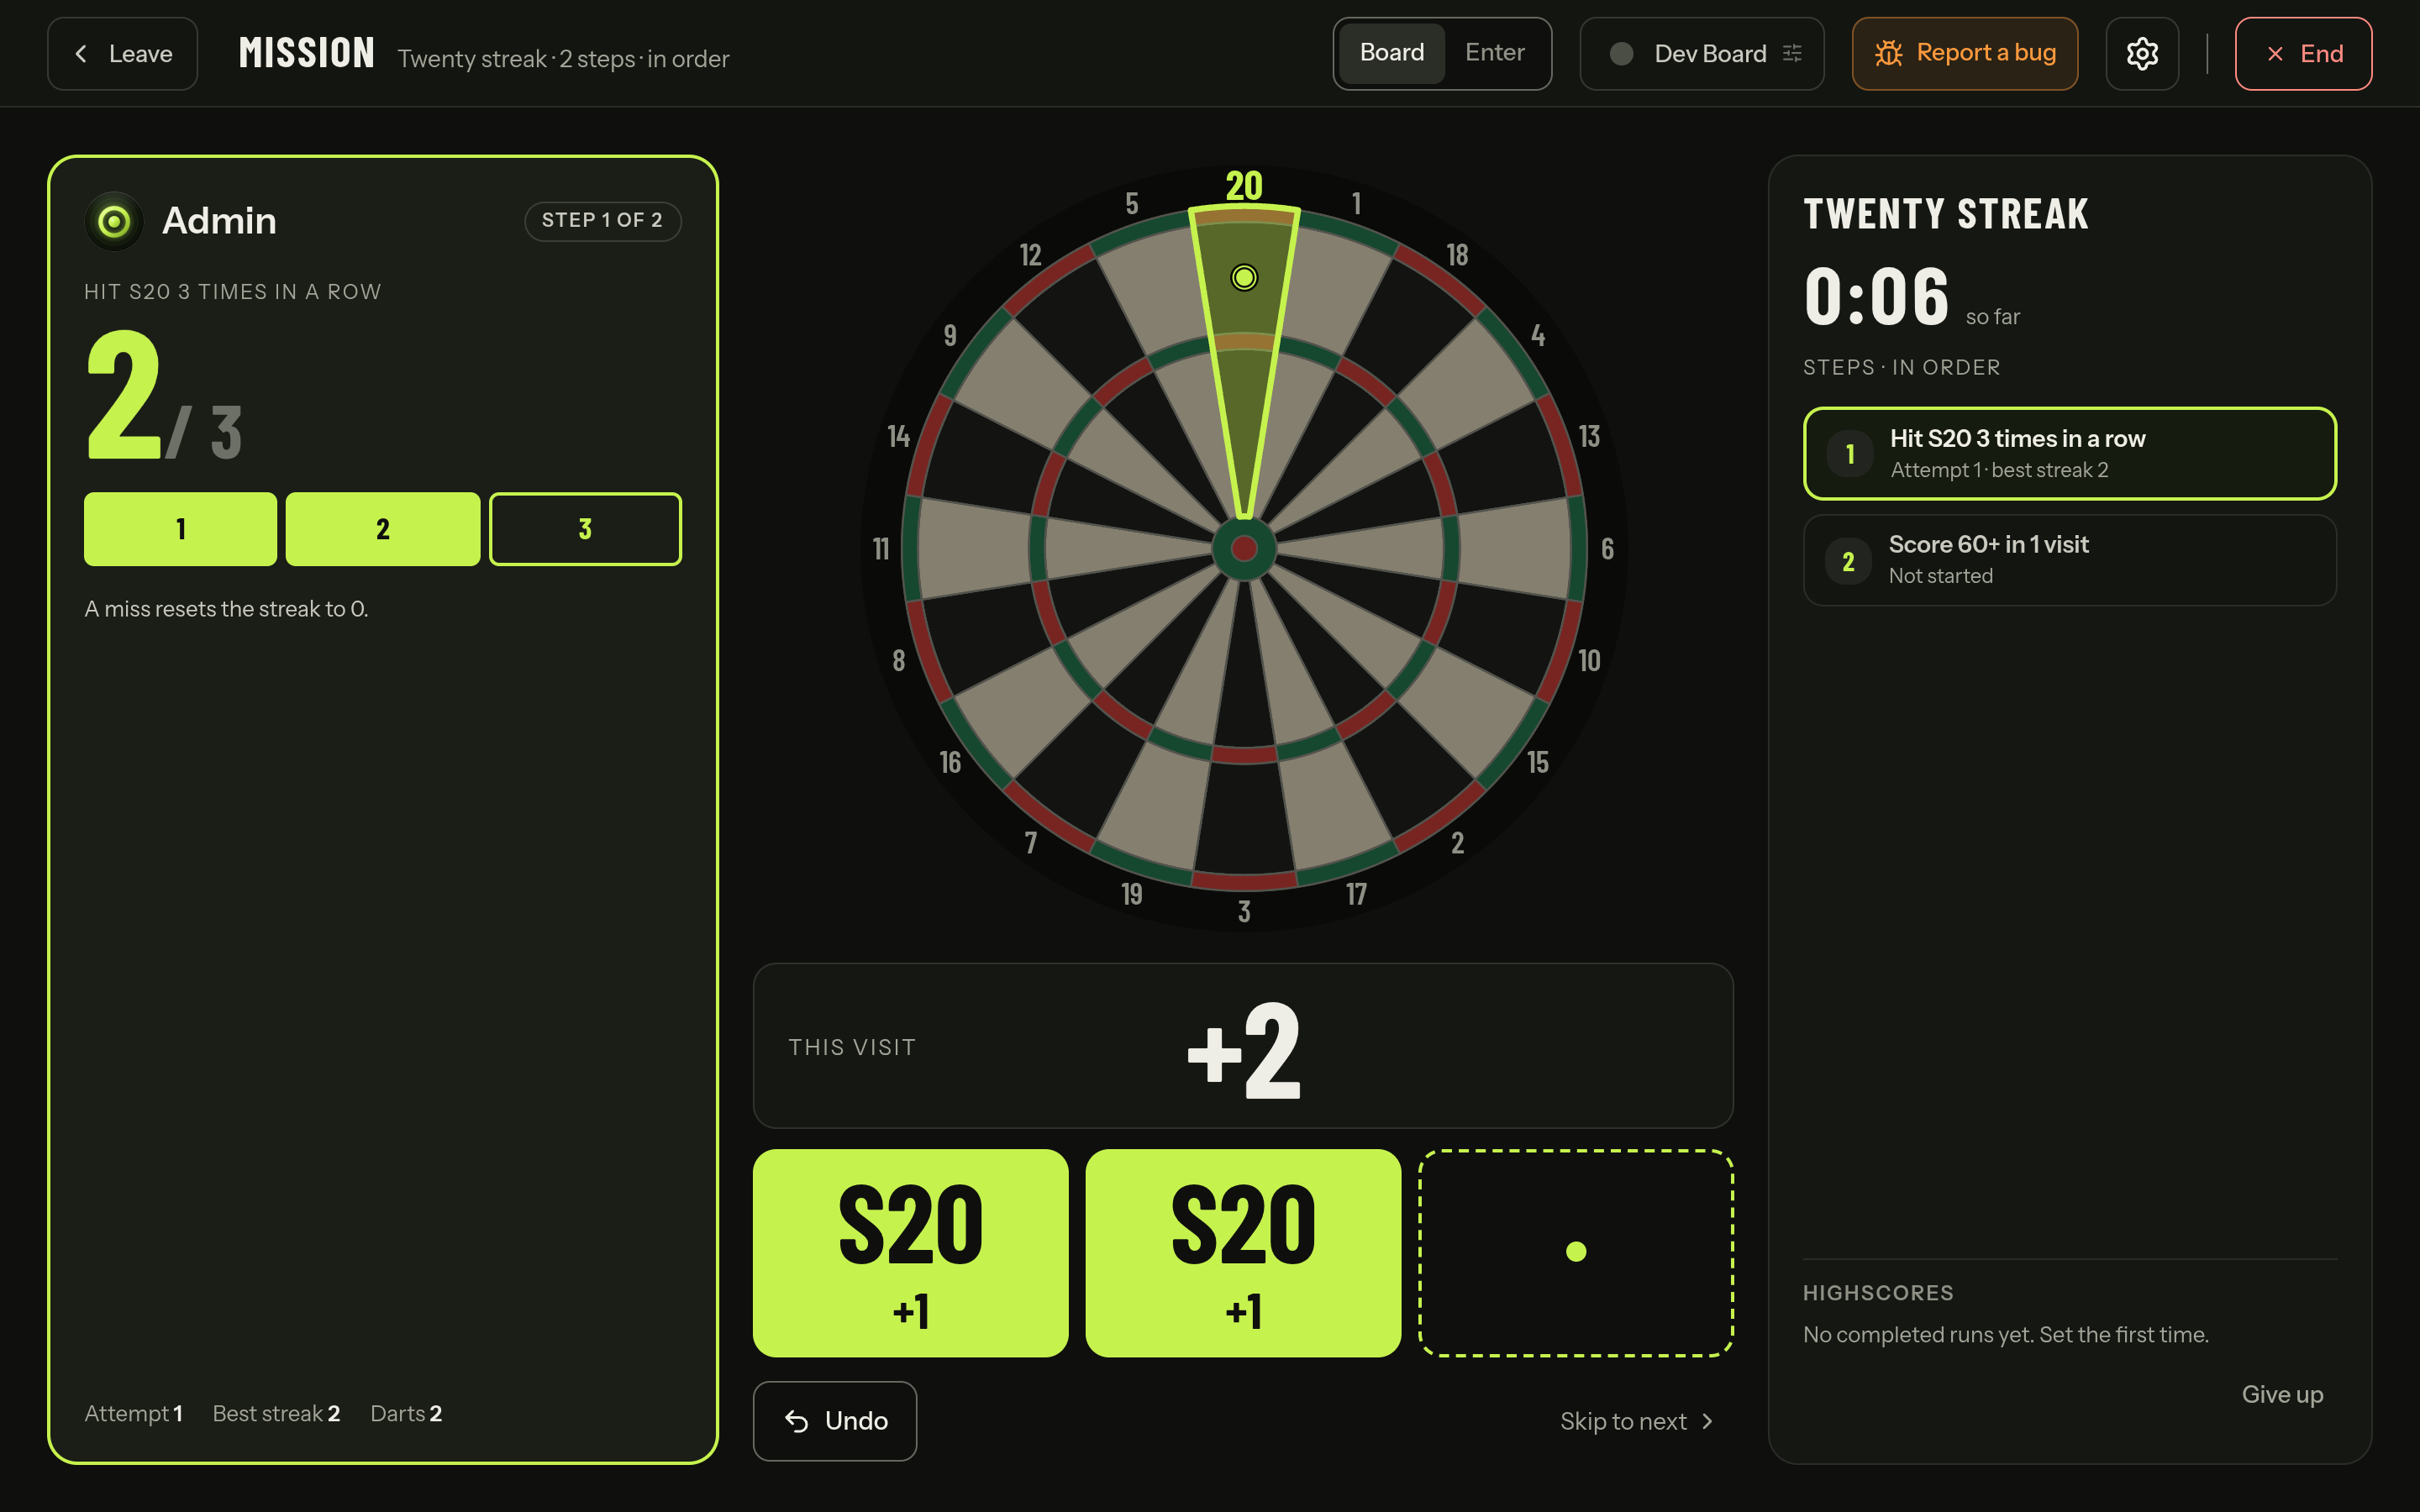 Leave
MISSION
Twenty streak · 2 steps · in order
Board
Enter
Dev Board
Report a bug
End
Admin
STEP 1 OF 2
HIT S20 3 TIMES IN A ROW
2 / 3
1
2
3
A miss resets the streak to 0.
Attempt 1 Best streak 2 Darts 2
20
1
18
4
13
6
10
15
2
17
3
19
7
16
8
11
14
9
12
5
THIS VISIT
+2
S20
+1
S20
+1
Undo
Skip to next
TWENTY STREAK
0:06 so far
STEPS · IN ORDER
1
Hit S20 3 times in a row
Attempt 1 · best streak 2
2
Score 60+ in 1 visit
Not started
HIGHSCORES
No completed runs yet. Set the first time.
Give up